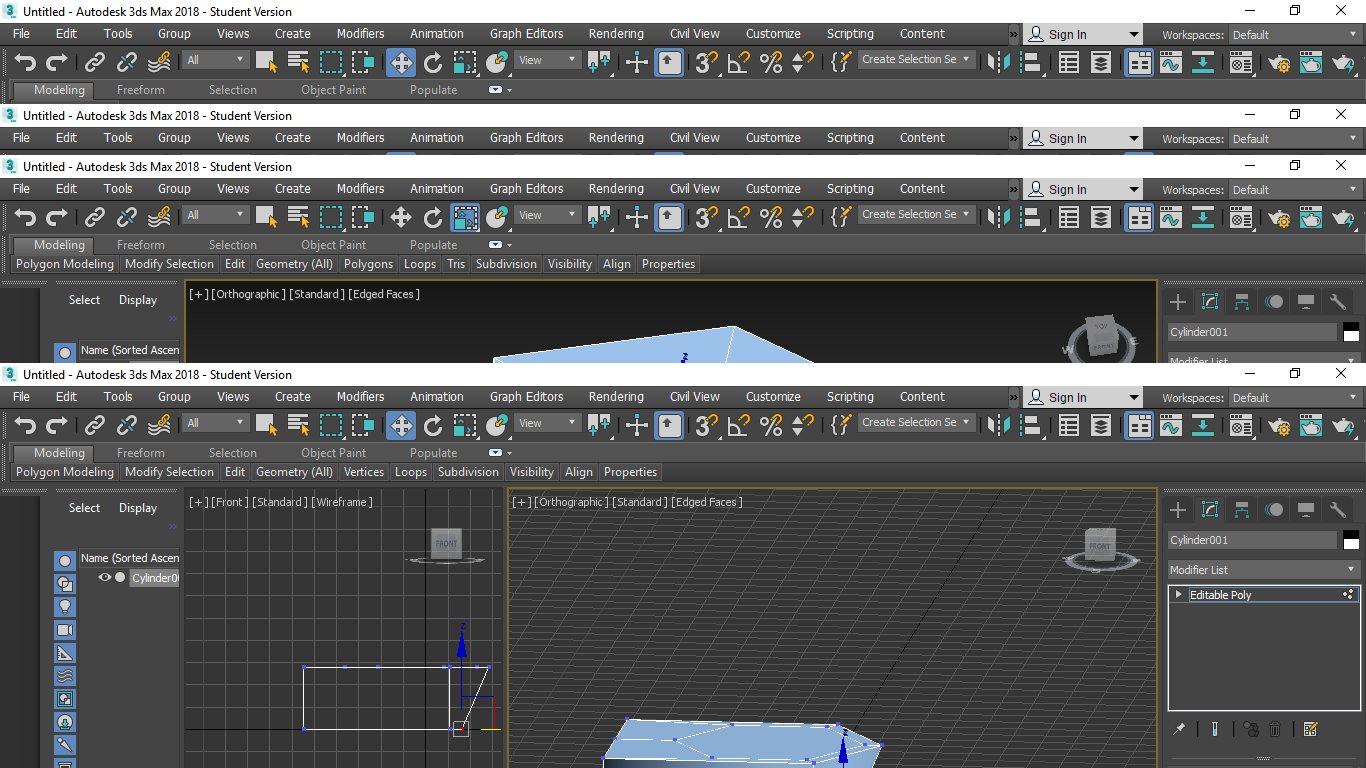 Untitled - Autodesk 3ds Max 2018 - Student Version
File Edit Tools Group Views Create Modifiers Animation Graph Editors Rendering Civil View Customize Scripting Content » Sign In Workspaces: Default
All View Create Selection Se
Modeling Freeform Selection Object Paint Populate
Untitled - Autodesk 3ds Max 2018 - Student Version
File Edit Tools Group Views Create Modifiers Animation Graph Editors Rendering Civil View Customize Scripting Content » Sign In Workspaces: Default
Untitled - Autodesk 3ds Max 2018 - Student Version
File Edit Tools Group Views Create Modifiers Animation Graph Editors Rendering Civil View Customize Scripting Content » Sign In Workspaces: Default
All View Create Selection Se
Modeling Freeform Selection Object Paint Populate
Polygon Modeling Modify Selection Edit Geometry (All) Polygons Loops Tris Subdivision Visibility Align Properties
Select Display [+] [Orthographic] [Standard] [Edged Faces]
» TOP FRONT W E Cylinder001
Name (Sorted Ascen z Modifier List
Untitled - Autodesk 3ds Max 2018 - Student Version
File Edit Tools Group Views Create Modifiers Animation Graph Editors Rendering Civil View Customize Scripting Content » Sign In Workspaces: Default
All View Create Selection Se
Modeling Freeform Selection Object Paint Populate
Polygon Modeling Modify Selection Edit Geometry (All) Vertices Loops Subdivision Visibility Align Properties
Select Display [+] [Front] [Standard] [Wireframe] [+] [Orthographic] [Standard] [Edged Faces]
» FRONT FRONT Cylinder001
Name (Sorted Ascen Modifier List
Cylinder00 Editable Poly
z
z